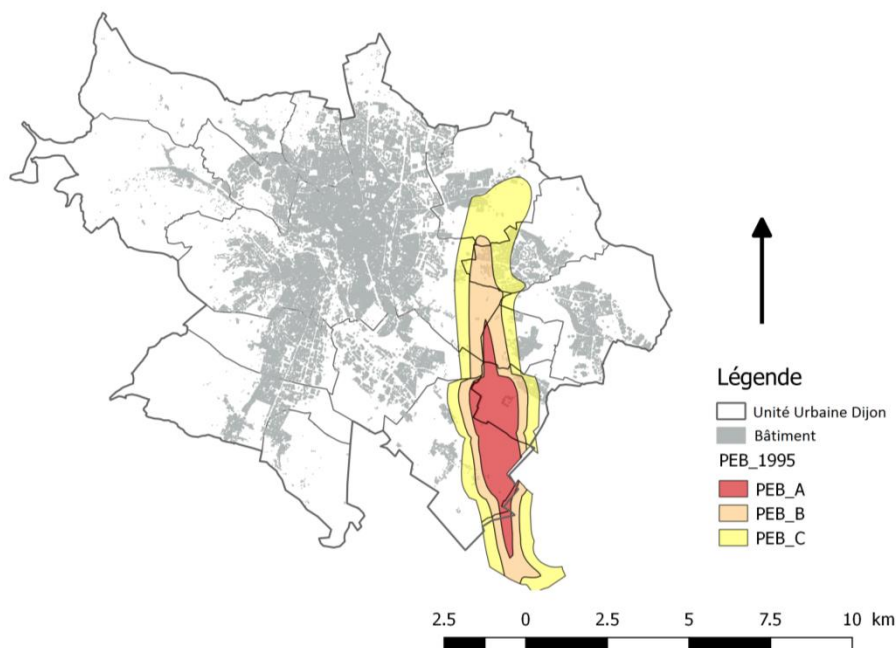 Légende
Unité Urbaine Dijon
Bâtiment
PEB_1995
PEB_A
PEB_B
PEB_C
2.5 0 2.5 5 7.5 10 km